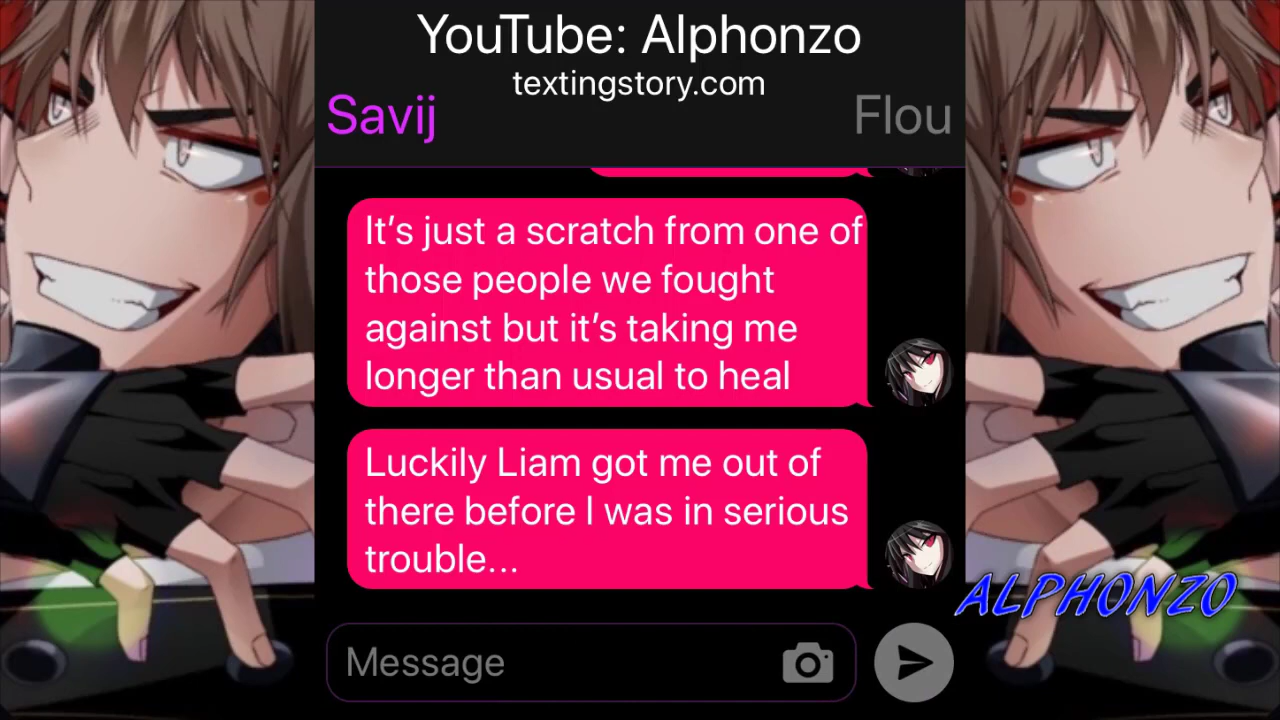 YouTube: Alphonzo
textingstory.com
Savij
Flou
It’s just a scratch from one of
those people we fought
against but it’s taking me
longer than usual to heal
Luckily Liam got me out of
there before I was in serious
trouble...
ALPHONZO
Message